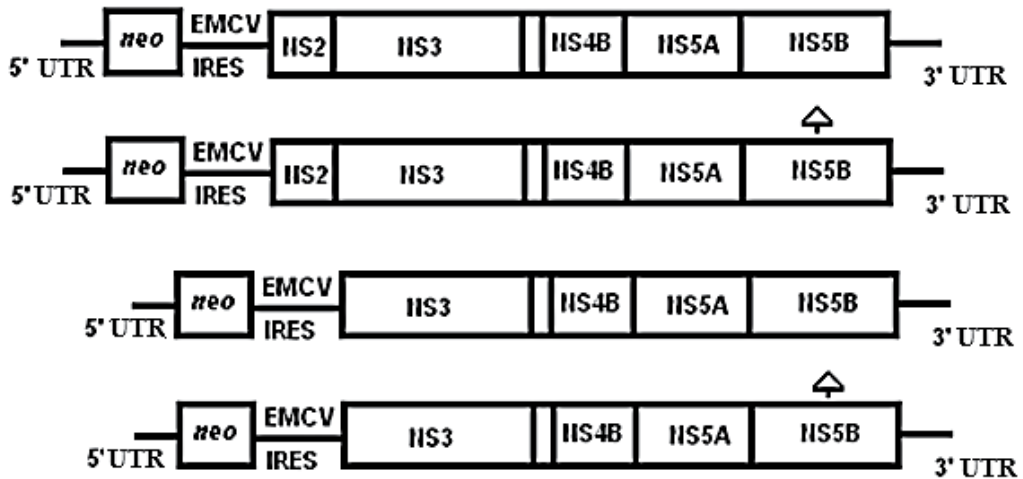 neo EMCV IRES NS2 NS3 NS4B NS5A NS5B
5' UTR 3' UTR
neo EMCV IRES NS2 NS3 NS4B NS5A NS5B
5' UTR 3' UTR
neo EMCV IRES NS3 NS4B NS5A NS5B
5' UTR 3' UTR
neo EMCV IRES NS3 NS4B NS5A NS5B
5' UTR 3' UTR